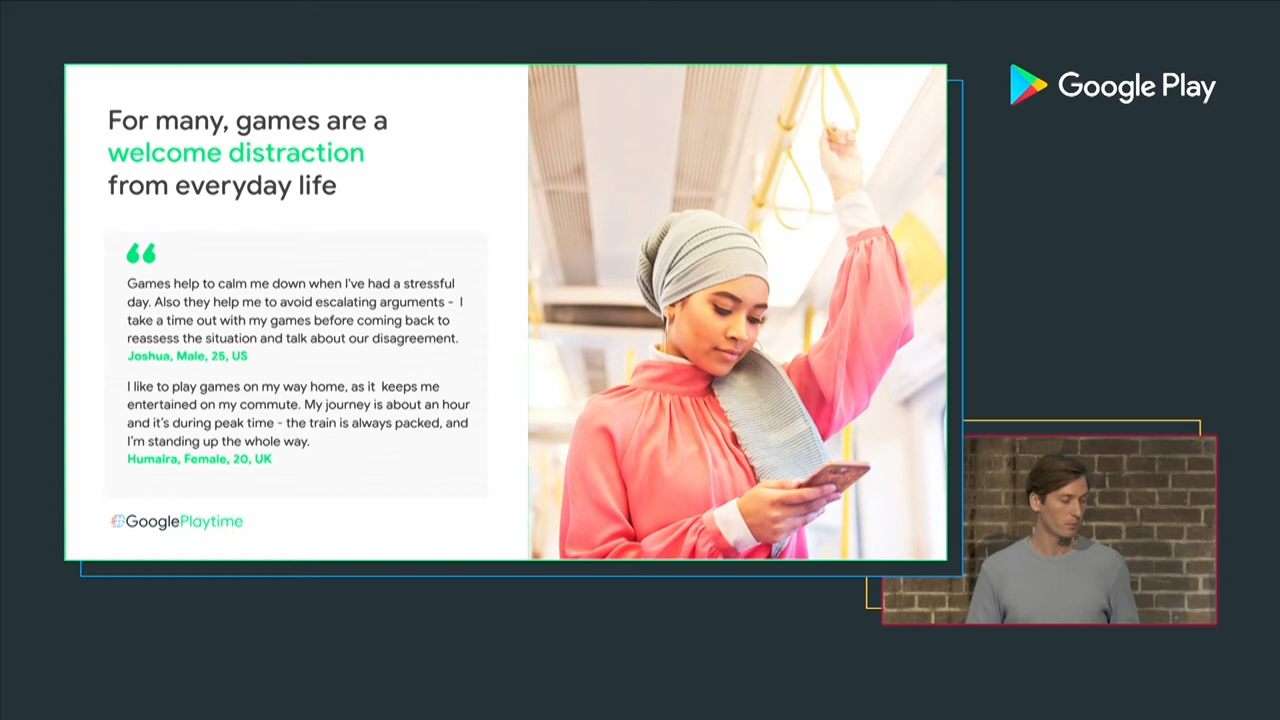 Google Play
For many, games are a
welcome distraction
from everyday life
Games help to calm me down when I've had a stressful
day. Also they help me to avoid escalating arguments - I
take a time out with my games before coming back to
reassess the situation and talk about our disagreement.
Joshua, Male, 25, US
I like to play games on my way home, as it keeps me
entertained on my commute. My journey is about an hour
and it's during peak time - the train is always packed, and
I'm standing up the whole way.
Humaira, Female, 20, UK
GooglePlaytime